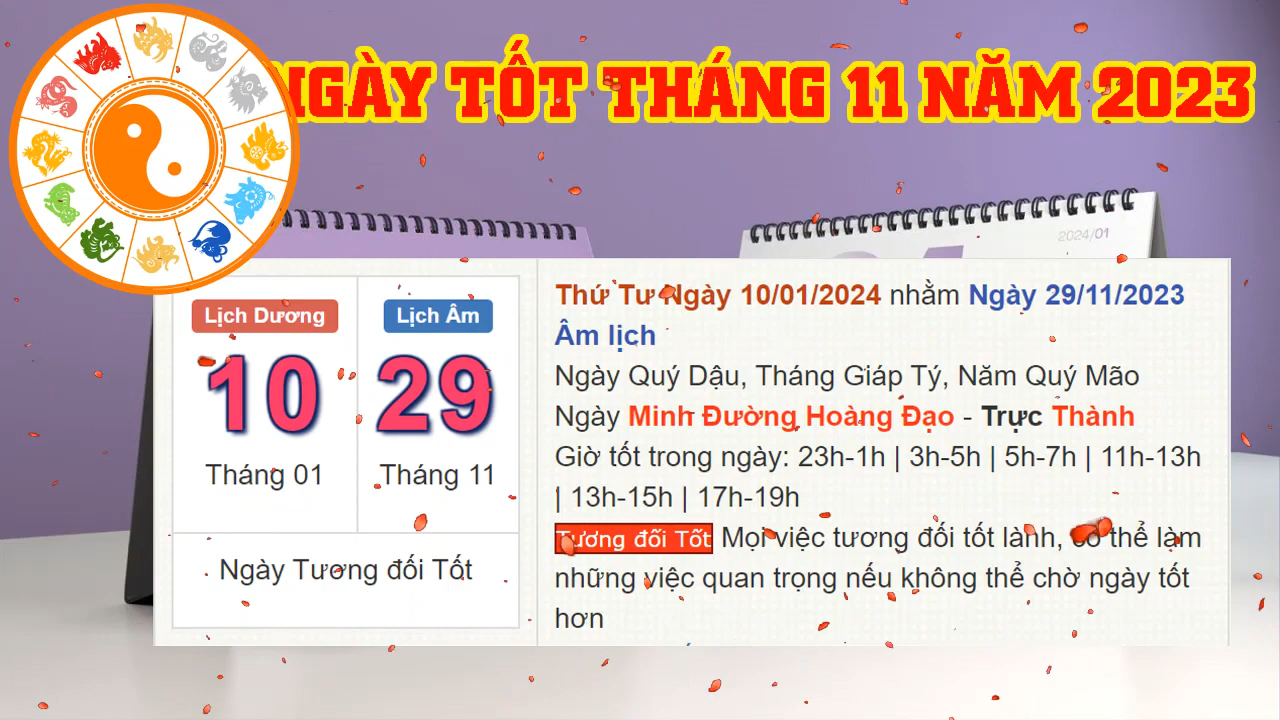 NGÀY TỐT THÁNG 11 NĂM 2023
2024/01
Lịch Dương
Lịch Âm
10
29
Tháng 01
Tháng 11
Ngày Tương đối Tốt
Thứ Tư Ngày 10/01/2024 nhằm Ngày 29/11/2023
Âm lịch
Ngày Quý Dậu, Tháng Giáp Tý, Năm Quý Mão
Ngày Minh Đường Hoàng Đạo - Trực Thành
Giờ tốt trong ngày: 23h-1h | 3h-5h | 5h-7h | 11h-13h
| 13h-15h | 17h-19h
Tương đối Tốt Mọi việc tương đối tốt lành, có thể làm
những việc quan trọng nếu không thể chờ ngày tốt
hơn